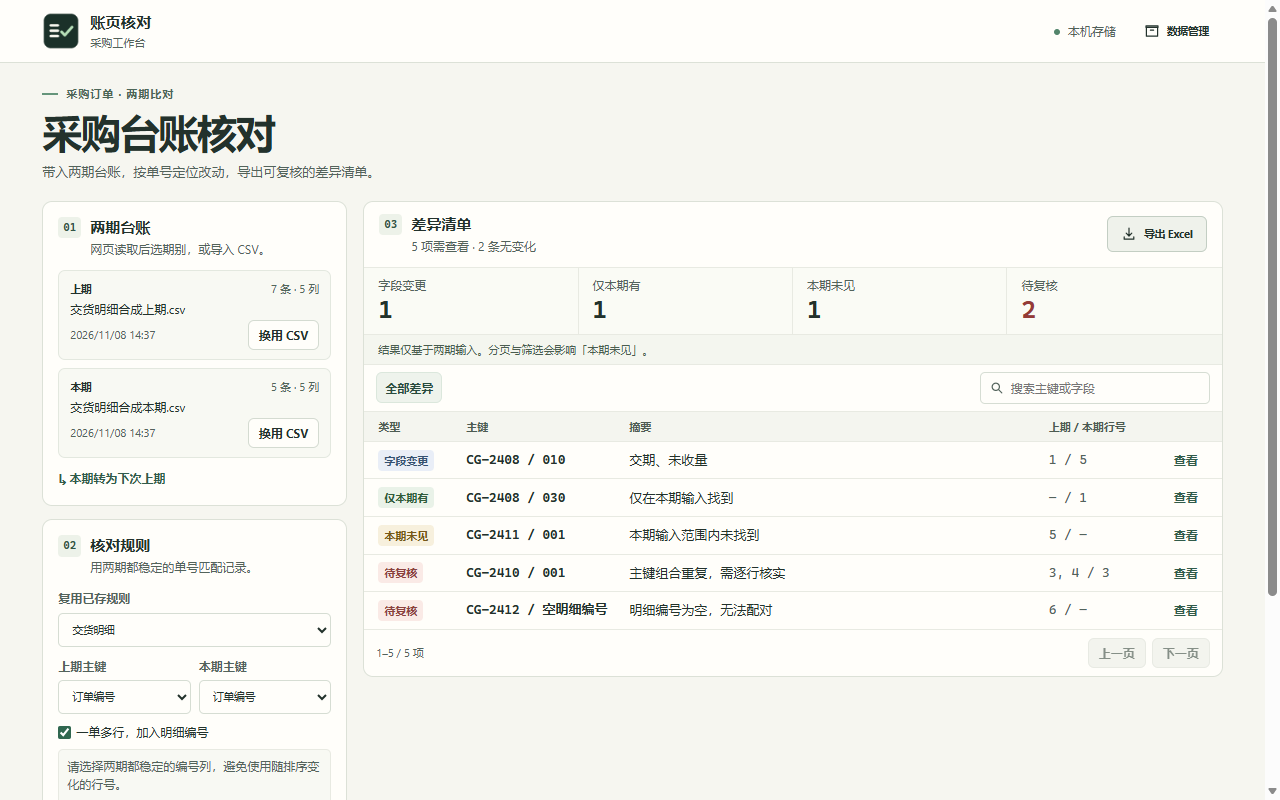 账页核对
采购工作台
本机存储
数据管理
采购订单 · 两期比对
采购台账核对
带入两期台账，按单号定位改动，导出可复核的差异清单。
01 两期台账
网页读取后选期别，或导入 CSV。
上期 7 条 · 5 列
交货明细合成上期.csv
2026/11/08 14:37 换用 CSV
本期 5 条 · 5 列
交货明细合成本期.csv
2026/11/08 14:37 换用 CSV
↳ 本期转为下次上期
02 核对规则
用两期都稳定的单号匹配记录。
复用已存规则
交货明细
上期主键 本期主键
订单编号 订单编号
一单多行，加入明细编号
请选择两期都稳定的编号列，避免使用随排序变
化的行号。
03 差异清单
5 项需查看 · 2 条无变化
导出 Excel
字段变更 仅本期有 本期未见 待复核
1 1 1 2
结果仅基于两期输入。分页与筛选会影响「本期未见」。
全部差异 搜索主键或字段
类型 主键 摘要 上期 / 本期行号
字段变更 CG-2408 / 010 交期、未收量 1 / 5 查看
仅本期有 CG-2408 / 030 仅在本期输入找到 — / 1 查看
本期未见 CG-2411 / 001 本期输入范围内未找到 5 / — 查看
待复核 CG-2410 / 001 主键组合重复，需逐行核实 3, 4 / 3 查看
待复核 CG-2412 / 空明细编号 明细编号为空，无法配对 6 / — 查看
1–5 / 5 项 上一页 下一页